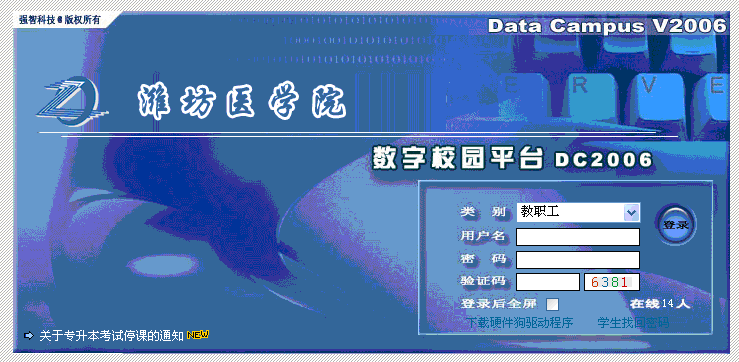 强智科技©版权所有
Data Campus V2006
R V E
潍坊医学院
数字校园平台 DC2006
类 别 教职工
登录
用户名
密 码
验证码 6381
登录后全屏 在线14人
下载硬件狗驱动程序 学生找回密码
关于专升本考试停课的通知 NEW